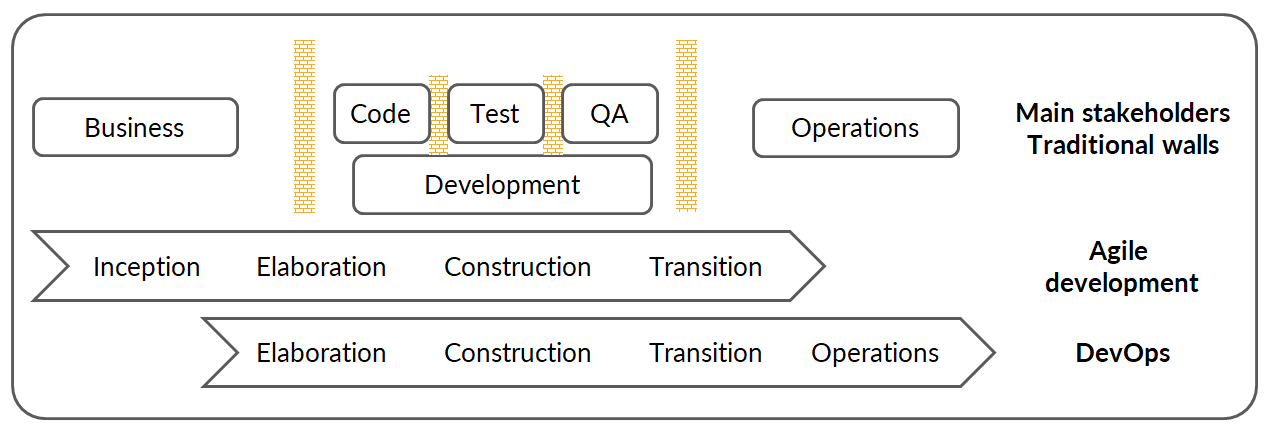 Code
Test
QA
Business
Operations
Main stakeholders
Traditional walls
Development
Inception
Elaboration
Construction
Transition
Agile
development
Elaboration
Construction
Transition
Operations
DevOps